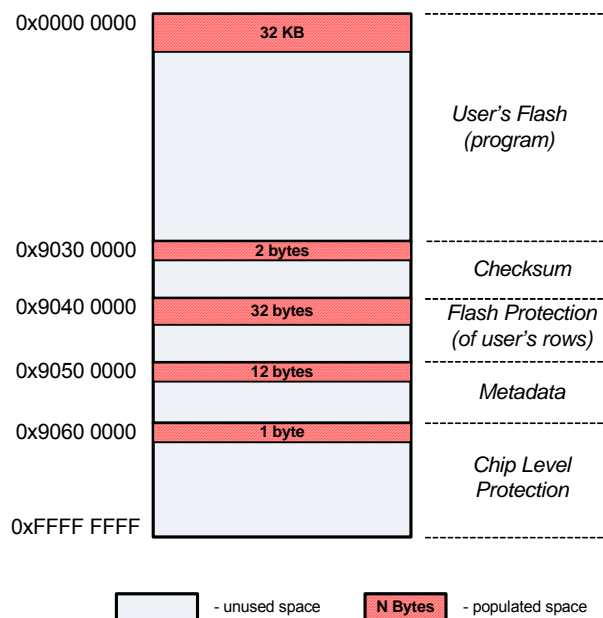 0x0000 0000
32 KB
User's Flash
(program)
0x9030 0000
2 bytes
Checksum
0x9040 0000
32 bytes
Flash Protection
(of user's rows)
0x9050 0000
12 bytes
Metadata
0x9060 0000
1 byte
Chip Level
Protection
0xFFFF FFFF
- unused space
N Bytes
- populated space